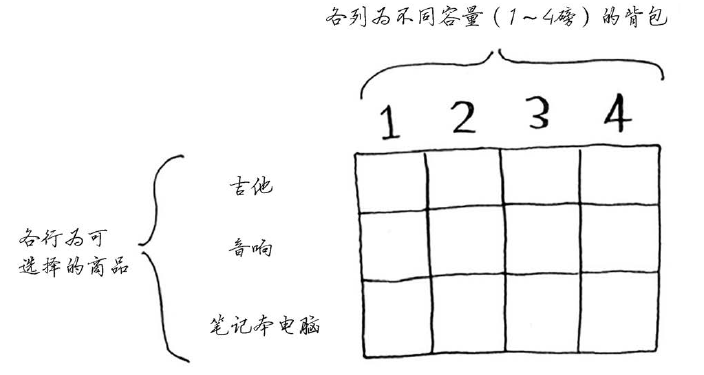 各列为不同容量（1～4磅）的背包
1 2 3 4
吉他
各行为可
选择的商品
音响
笔记本电脑